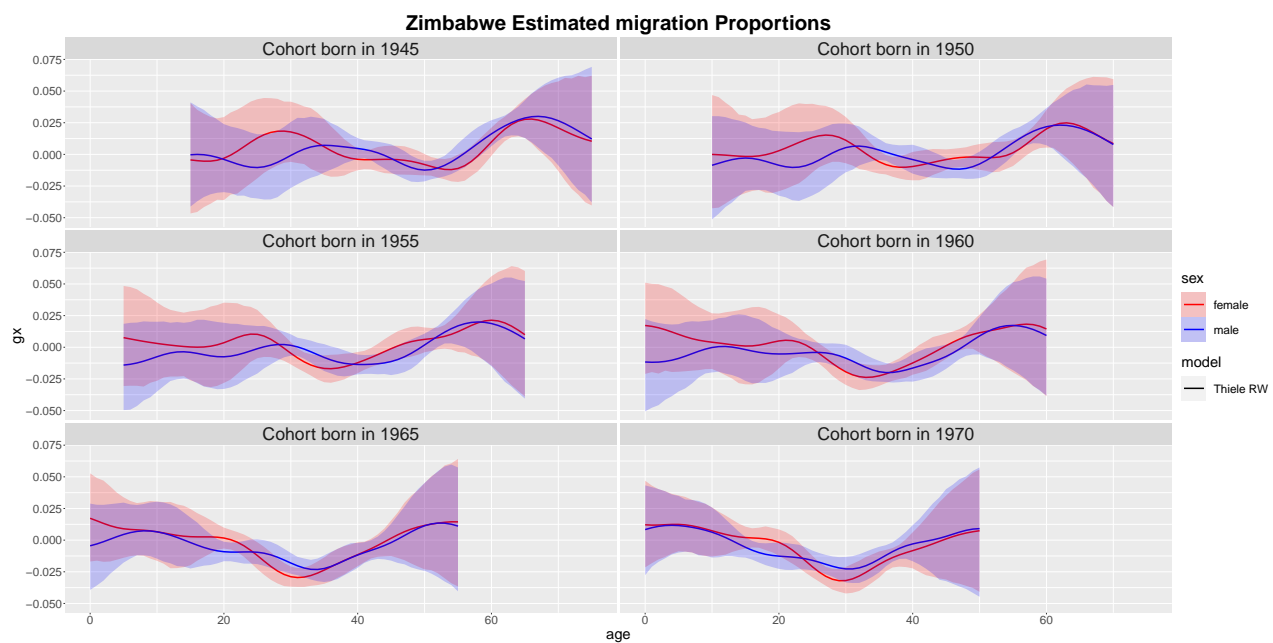 Zimbabwe Estimated migration Proportions
Cohort born in 1945
Cohort born in 1950
0.075
0.050
0.025
0.000
−0.025
−0.050
Cohort born in 1955
Cohort born in 1960
0.075
0.050
0.025
0.000
−0.025
−0.050
Cohort born in 1965
Cohort born in 1970
0.075
0.050
0.025
0.000
−0.025
−0.050
0
20
40
60
0
20
40
60
age
gx
sex
female
male
model
Thiele RW